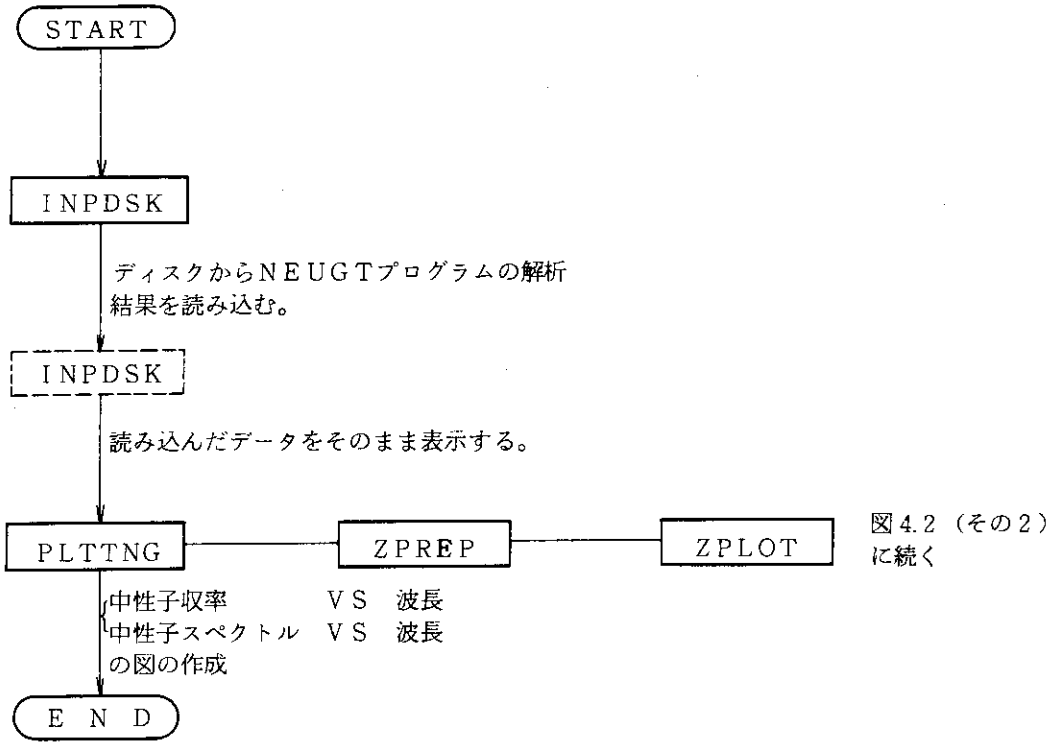 START
INPDSK
ディスクからNEUGTプログラムの解析
結果を読み込む。
INPDSK
読み込んだデータをそのまま表示する。
PLTTNG
ZPREP
ZPLOT
図4.2（その2）
に続く
中性子収率 VS 波長
中性子スペクトル VS 波長
の図の作成
END